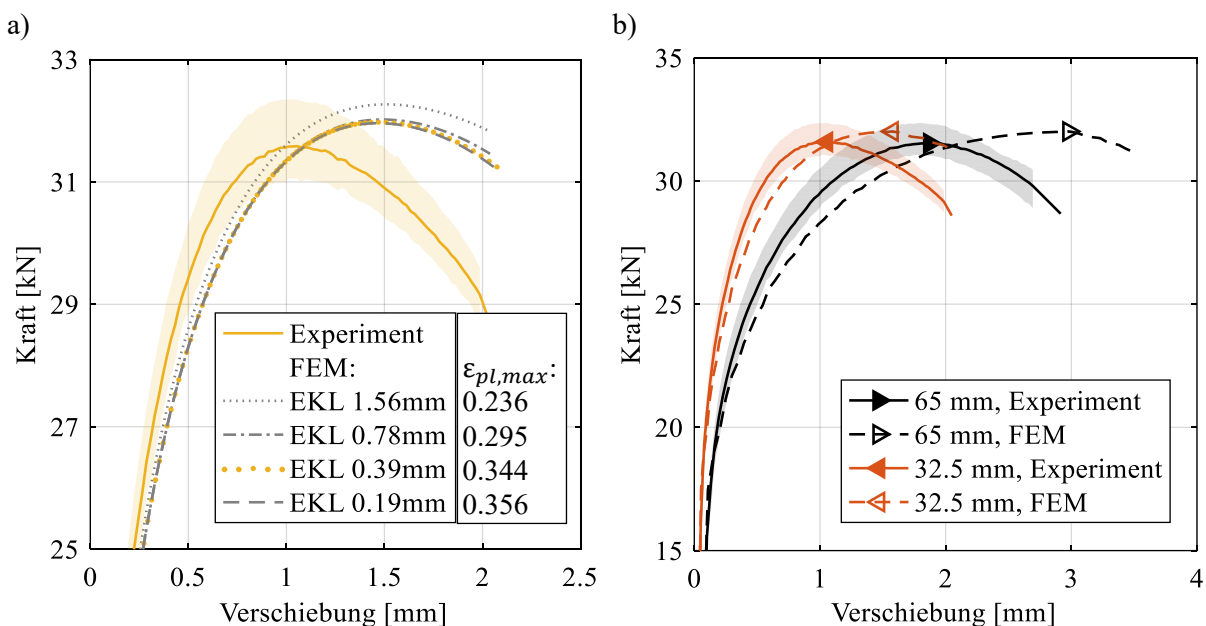 a)
33
31
29
27
25
Kraft [kN]
0
0.5
1
1.5
2
2.5
Verschiebung [mm]
Experiment
FEM:
EKL 1.56mm
EKL 0.78mm
EKL 0.39mm
EKL 0.19mm
ε_{pl,max}:
0.236
0.295
0.344
0.356
b)
35
30
25
20
15
Kraft [kN]
0
1
2
3
4
Verschiebung [mm]
65 mm, Experiment
65 mm, FEM
32.5 mm, Experiment
32.5 mm, FEM